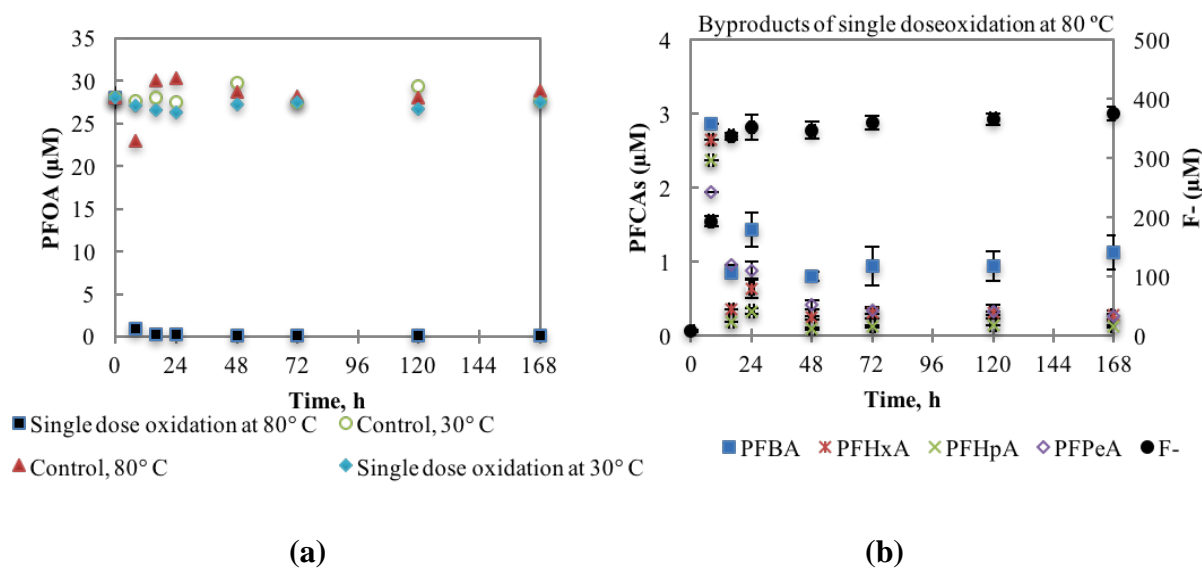 PFOA (µM)
40
35
30
25
20
15
10
5
0
0 24 48 72 96 120 144 168
Time, h
Single dose oxidation at 80° C
Control, 30° C
Control, 80° C
Single dose oxidation at 30° C
(a)
Byproducts of single doseoxidation at 80 ºC
PFCAs (µM)
4
3
2
1
0
500
400
300
200
100
0
F- (µM)
0 24 48 72 96 120 144 168
Time, h
PFBA
PFHxA
PFHpA
PFPeA
F-
(b)